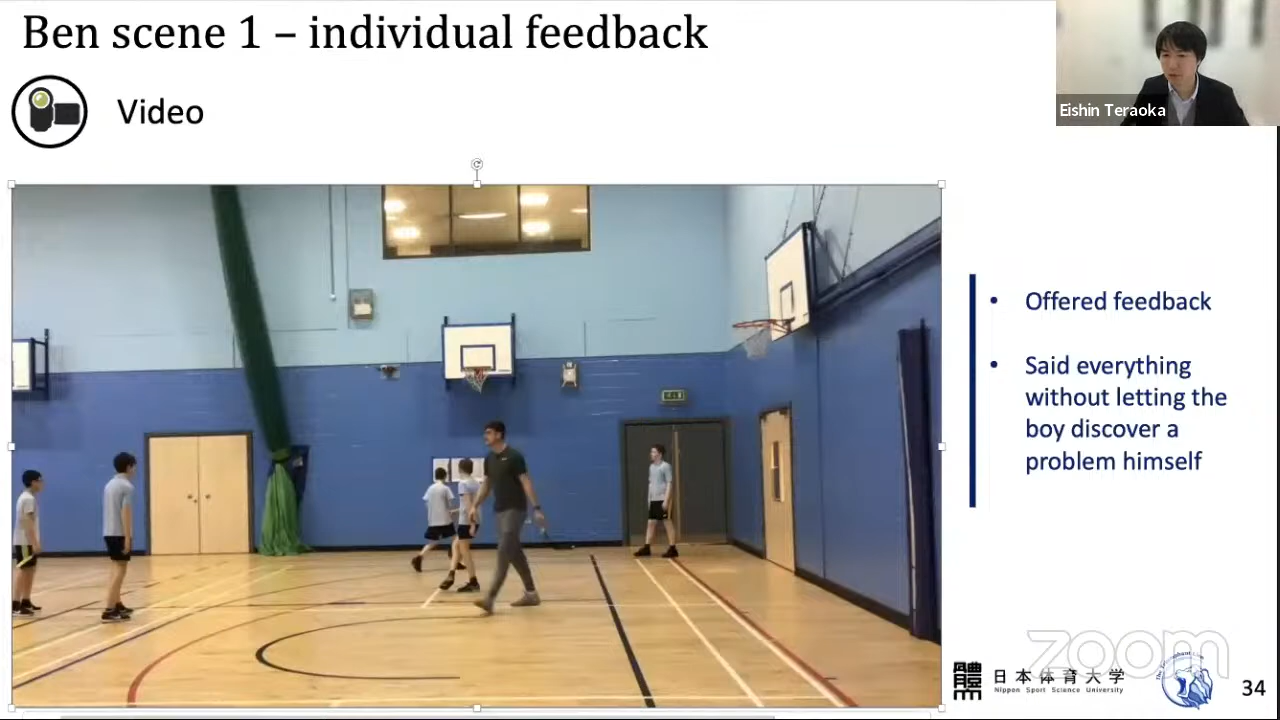 Ben scene 1 – individual feedback
Video
Eishin Teraoka
• Offered feedback
• Said everything
without letting the
boy discover a
problem himself
zoom
日本体育大学
Nippon Sport Science University
34